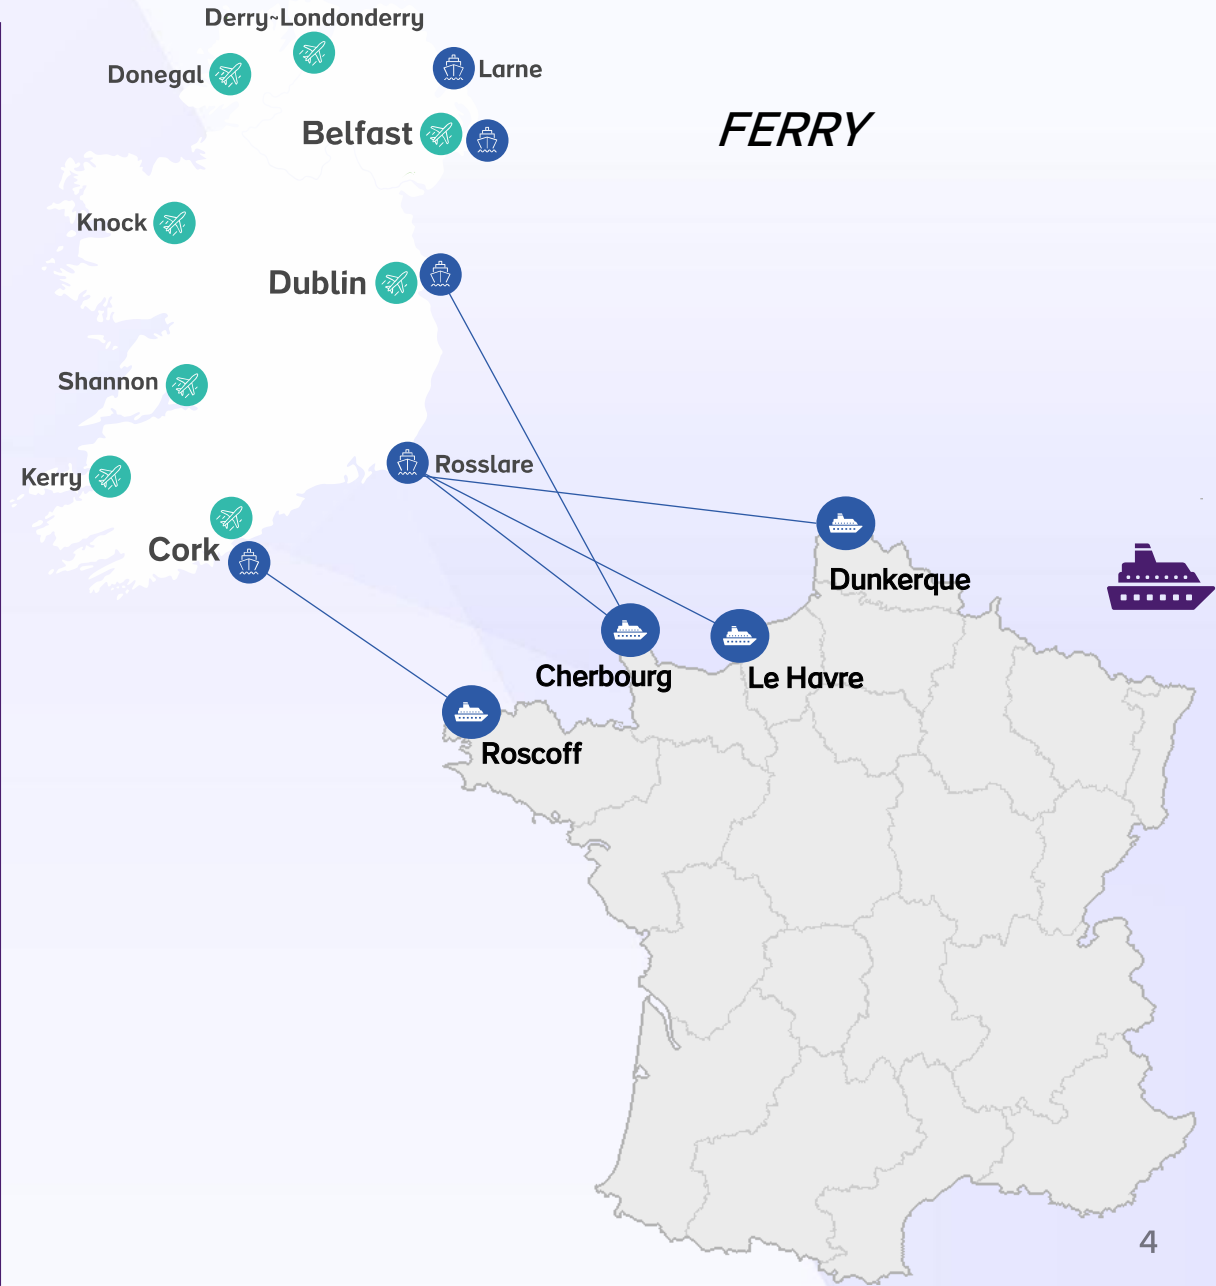 Derry~Londonderry
Donegal
Larne
Belfast
FERRY
Knock
Dublin
Shannon
Rosslare
Kerry
Cork
Dunkerque
Cherbourg
Le Havre
Roscoff
4